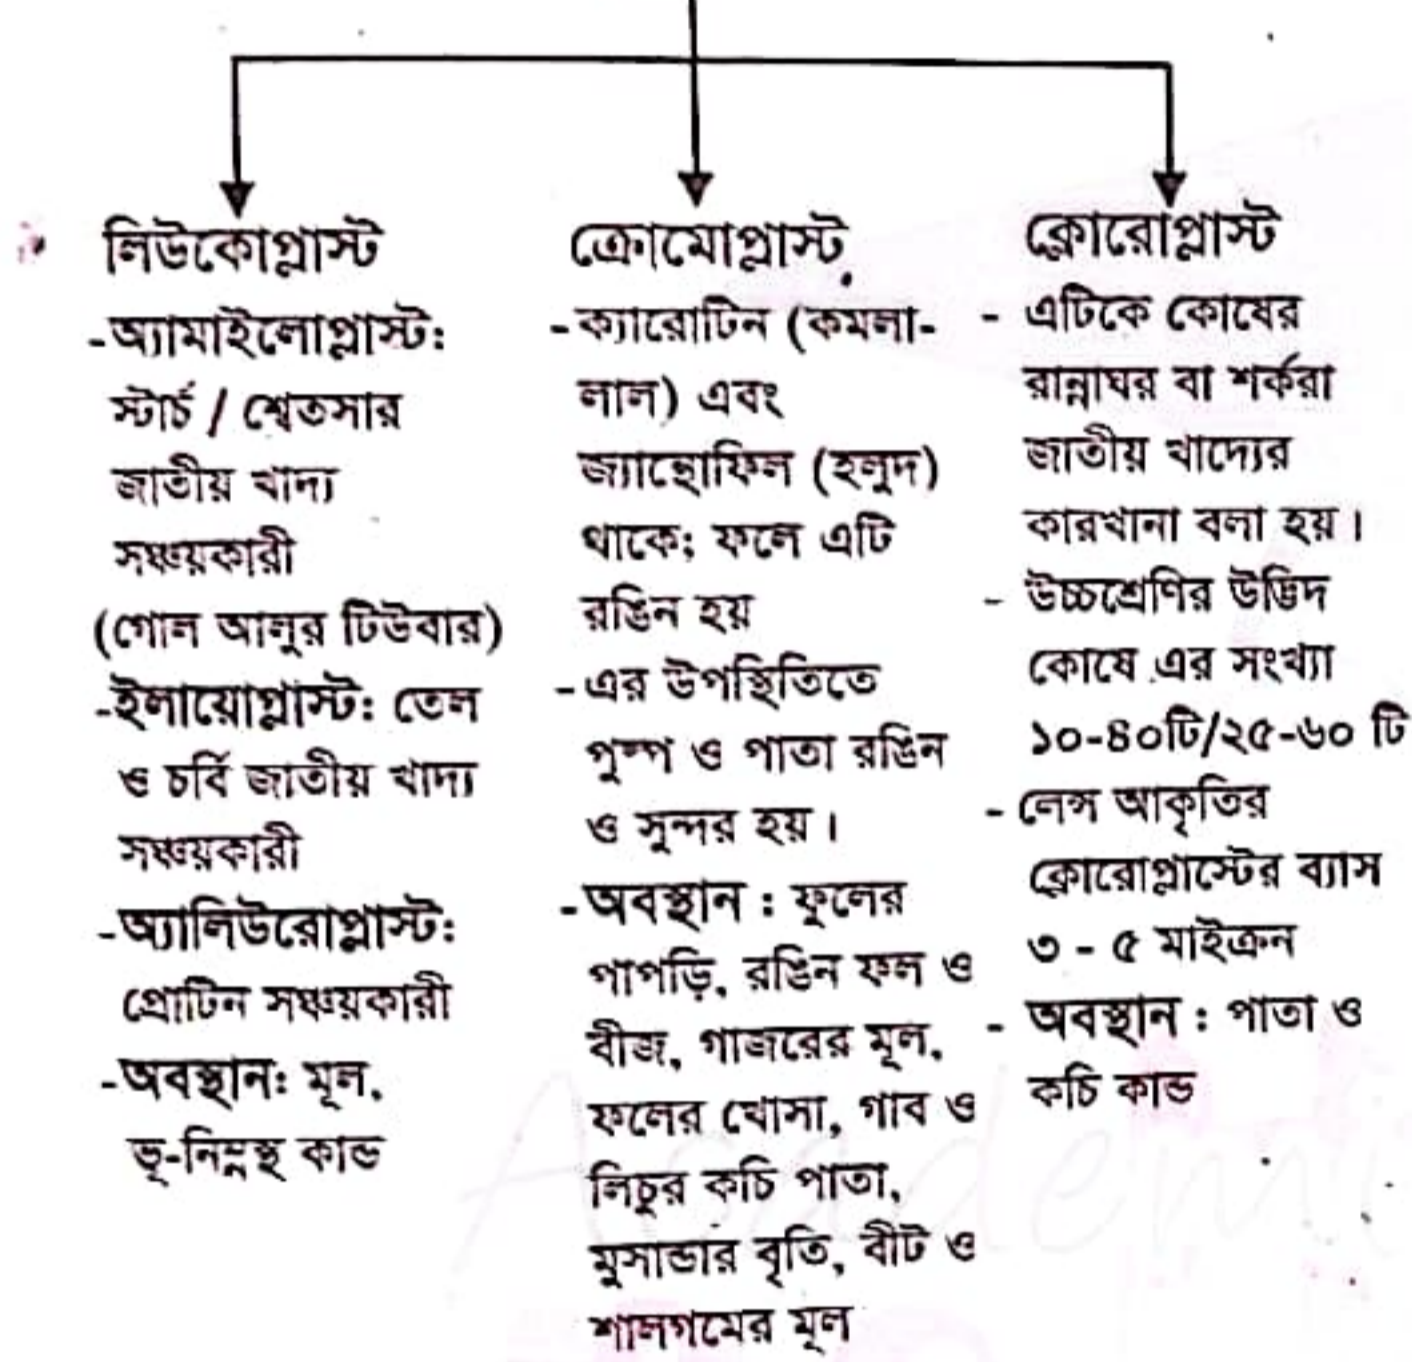 লিউকোপ্লাস্ট
-অ্যামাইলোপ্লাস্ট:
স্টার্চ / শ্বেতসার
জাতীয় খাদ্য
সঞ্চয়কারী
(গোল আলুর টিউবার)
-ইলায়োপ্লাস্ট: তেল
ও চর্বি জাতীয় খাদ্য
সঞ্চয়কারী
-অ্যালিউরোপ্লাস্ট:
প্রোটিন সঞ্চয়কারী
-অবস্থান: মূল,
ভূ-নিম্নস্থ কান্ড
ক্রোমোপ্লাস্ট
-ক্যারোটিন (কমলা-
লাল) এবং
জ্যান্থোফিল (হলুদ)
থাকে; ফলে এটি
রঙিন হয়
-এর উপস্থিতিতে
পুষ্প ও পাতা রঙিন
ও সুন্দর হয়।
-অবস্থান : ফুলের
পাপড়ি, রঙিন ফল ও
বীজ, গাজরের মূল,
ফলের খোসা, গাব ও
লিচুর কচি পাতা,
মুসান্ডার বৃতি, বীট ও
শালগমের মূল
ক্লোরোপ্লাস্ট
- এটিকে কোষের
রান্নাঘর বা শর্করা
জাতীয় খাদ্যের
কারখানা বলা হয়।
- উচ্চশ্রেণির উদ্ভিদ
কোষে এর সংখ্যা
১০-৪০টি/২৫-৬০ টি
- লেন্স আকৃতির
ক্লোরোপ্লাস্টের ব্যাস
৩ - ৫ মাইক্রন
- অবস্থান : পাতা ও
কচি কান্ড